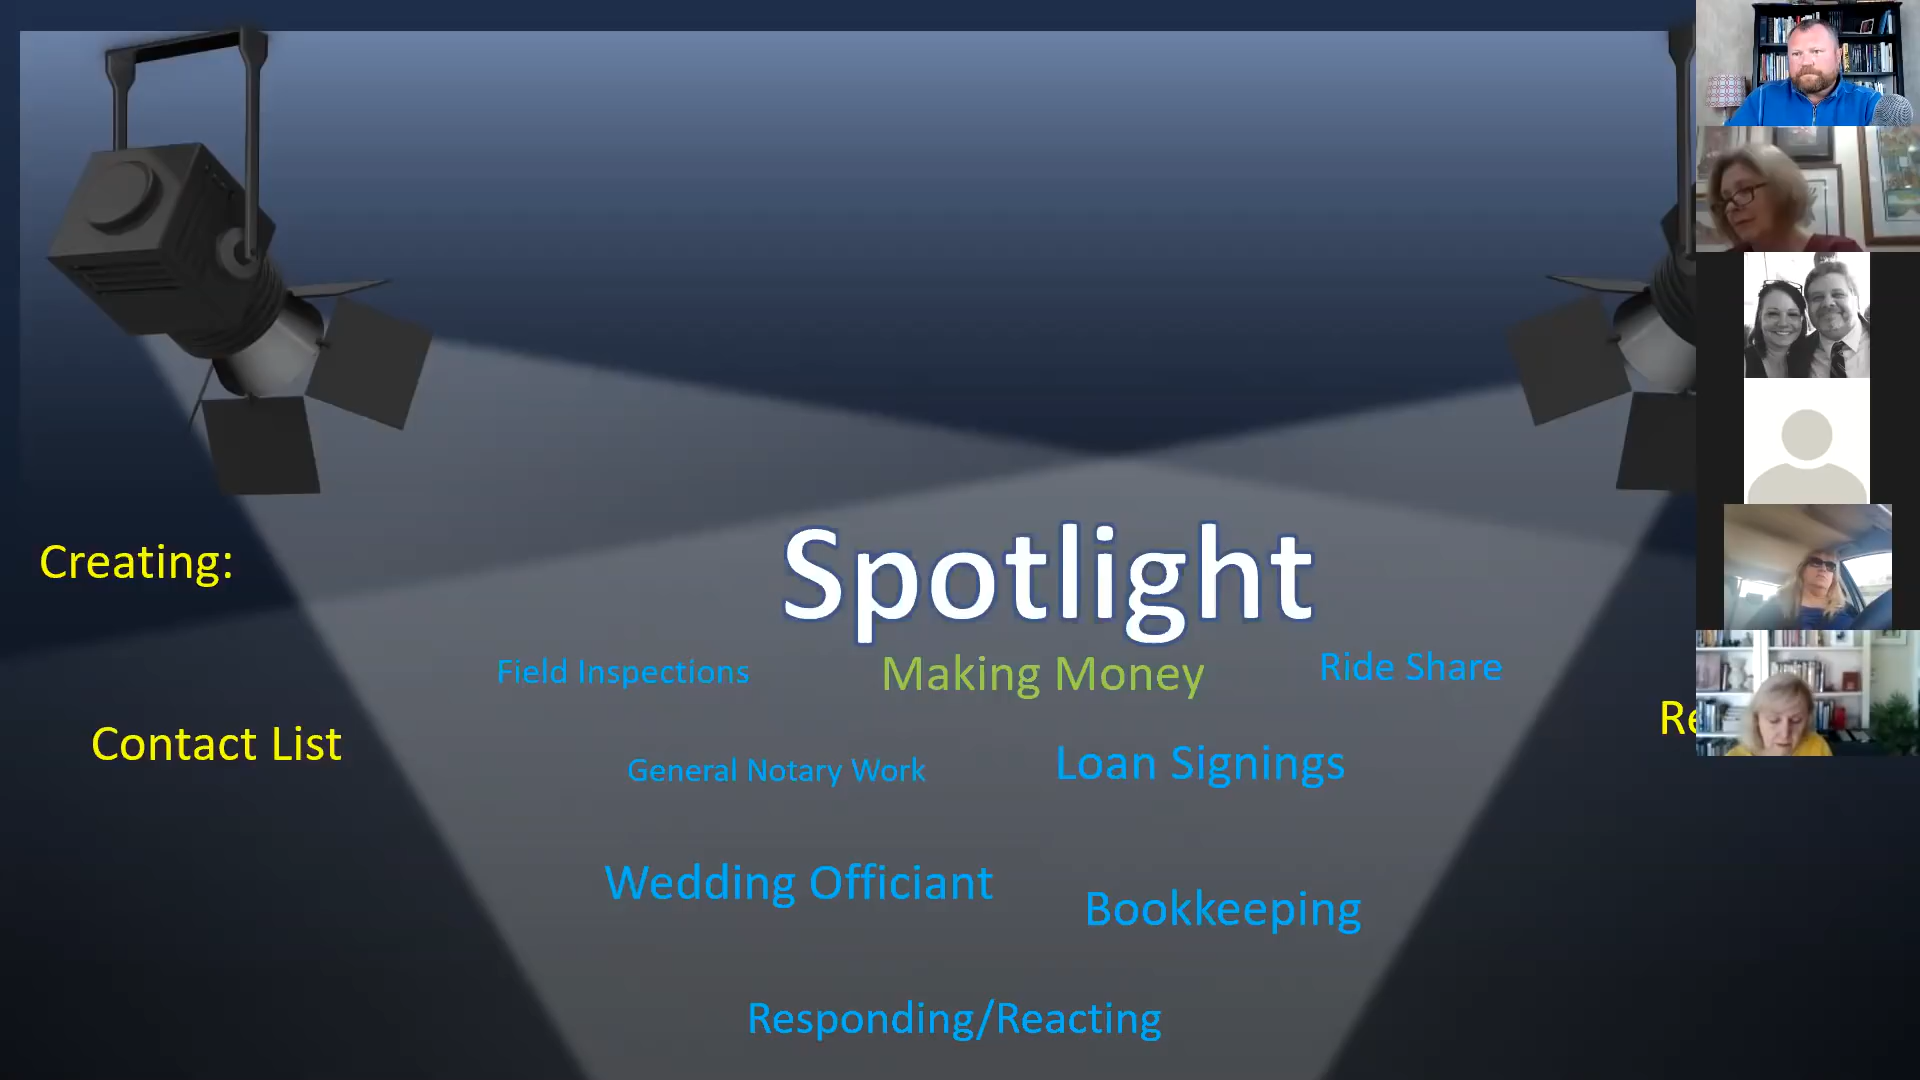 Creating:
Spotlight
Field Inspections
Making Money
Ride Share
Contact List
General Notary Work
Loan Signings
Wedding Officiant
Bookkeeping
Responding/Reacting